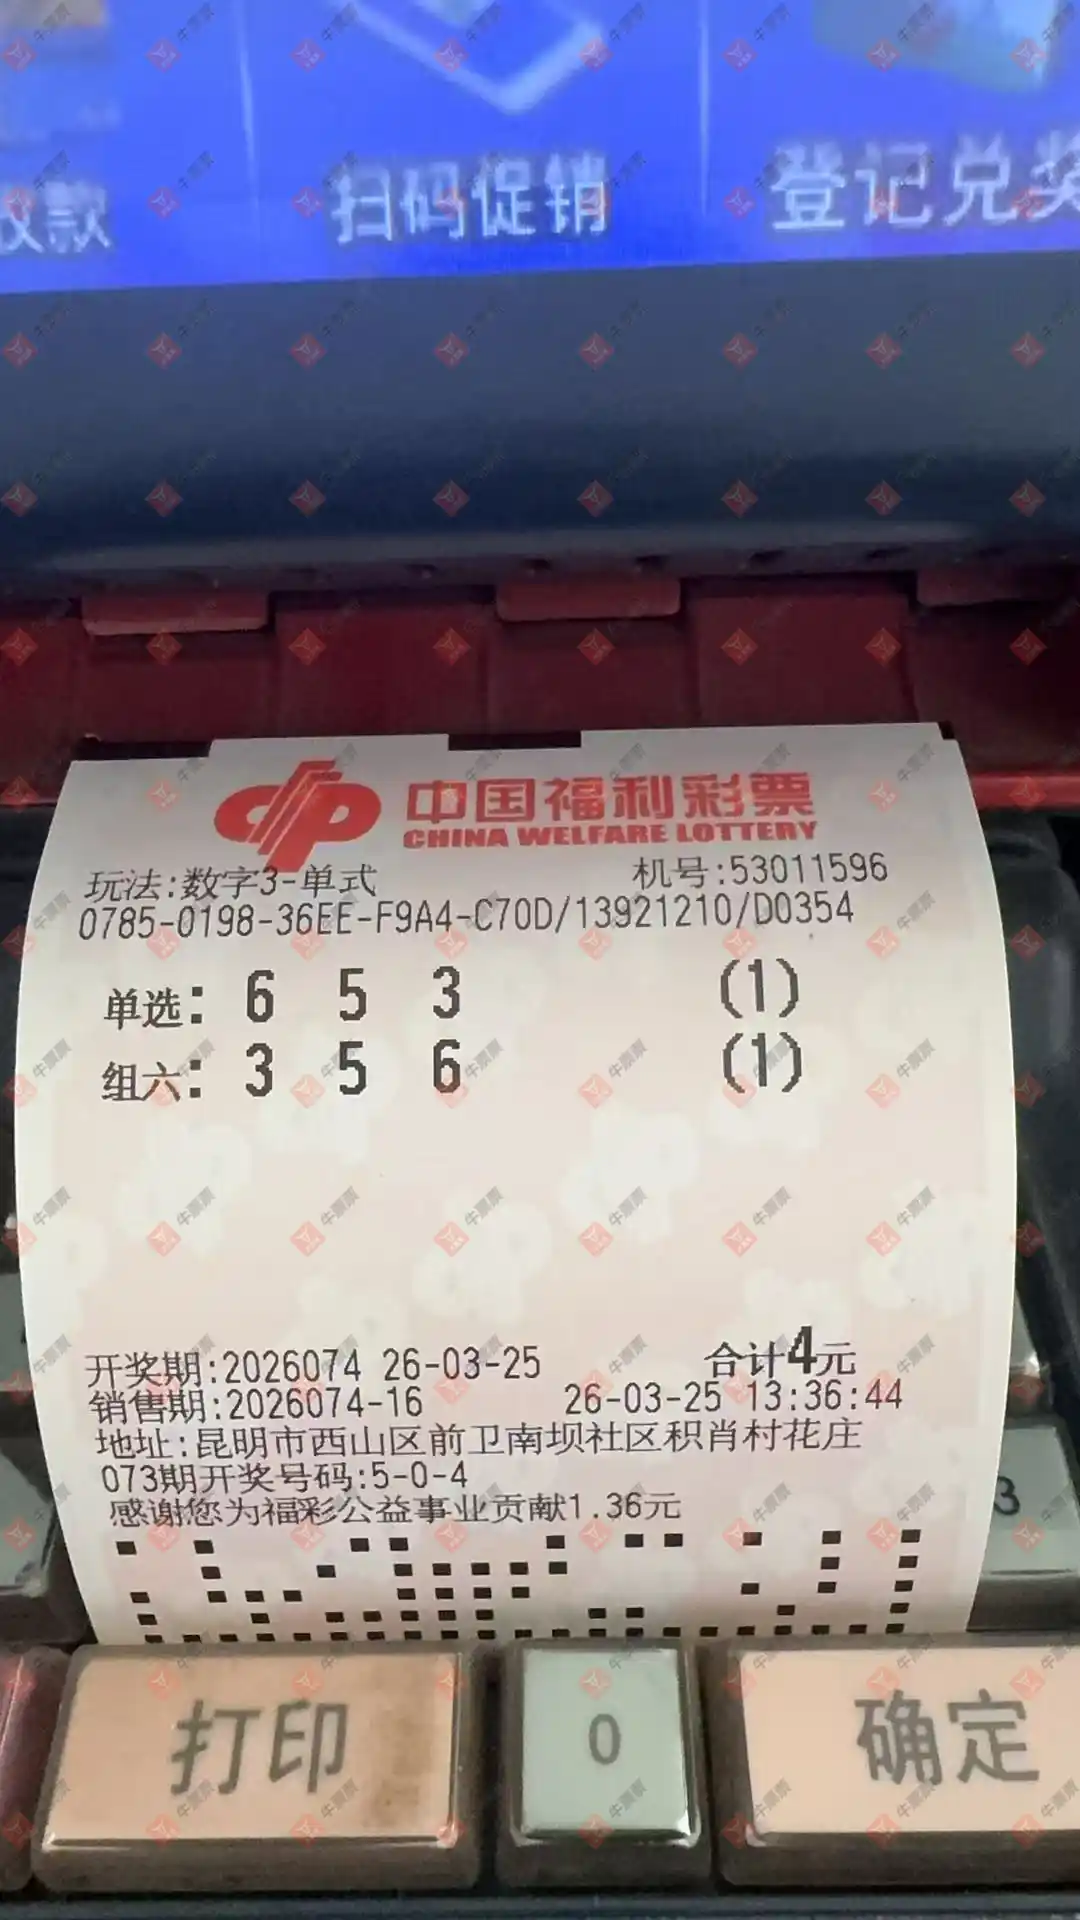 收款 扫码促销 登记兑奖
中国福利彩票
CHINA WELFARE LOTTERY
玩法:数字3-单式 机号:53011596
0785-0198-36EE-F9A4-C70D/13921210/D0354
单选: 6 5 3 (1)
组六: 3 5 6 (1)
开奖期:2026074 26-03-25 合计4元
销售期:2026074-16 26-03-25 13:36:44
地址:昆明市西山区前卫南坝社区积肖村花庄
073期开奖号码:5-0-4
感谢您为福彩公益事业贡献1.36元
3
打印 0 确定
牛票票